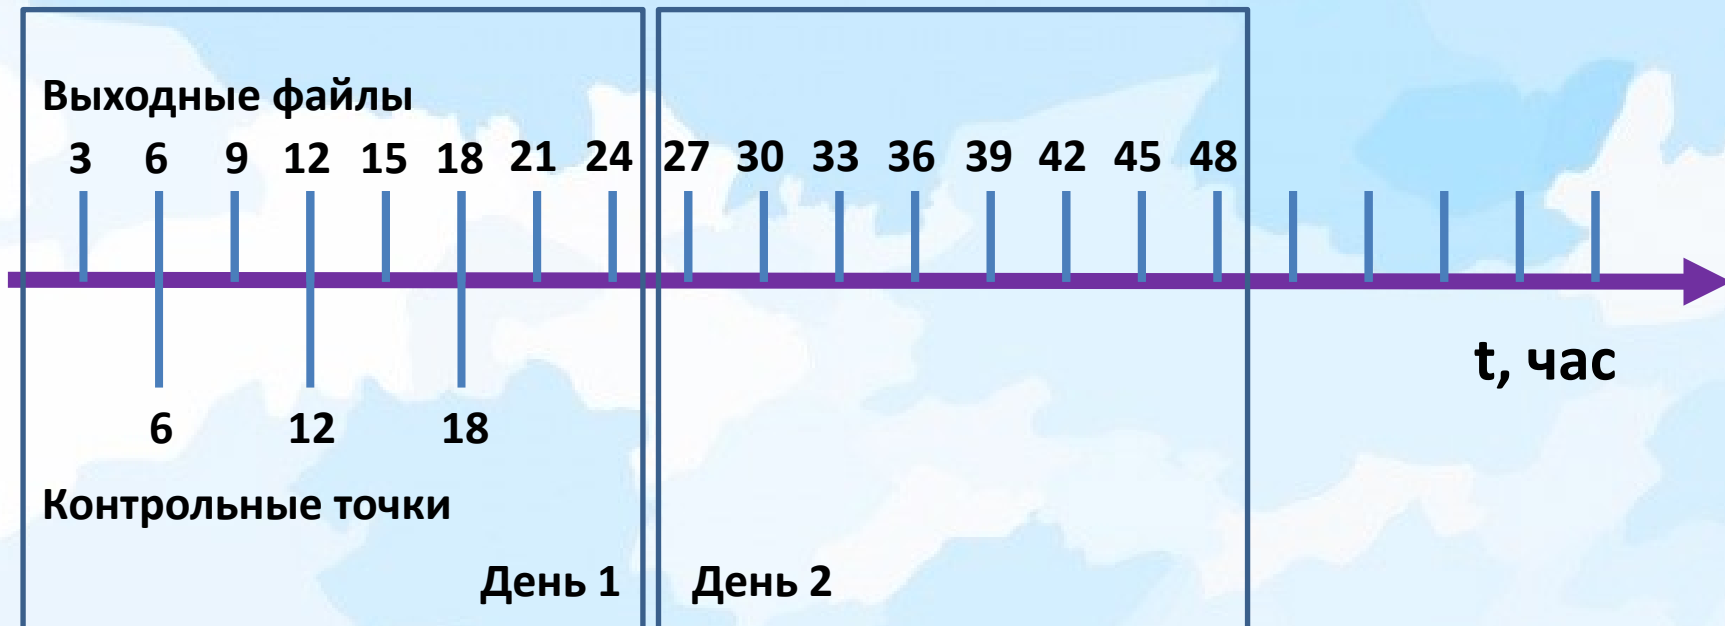 Выходные файлы
3 6 9 12 15 18 21 24 27 30 33 36 39 42 45 48
t, час
6 12 18
Контрольные точки
День 1 День 2